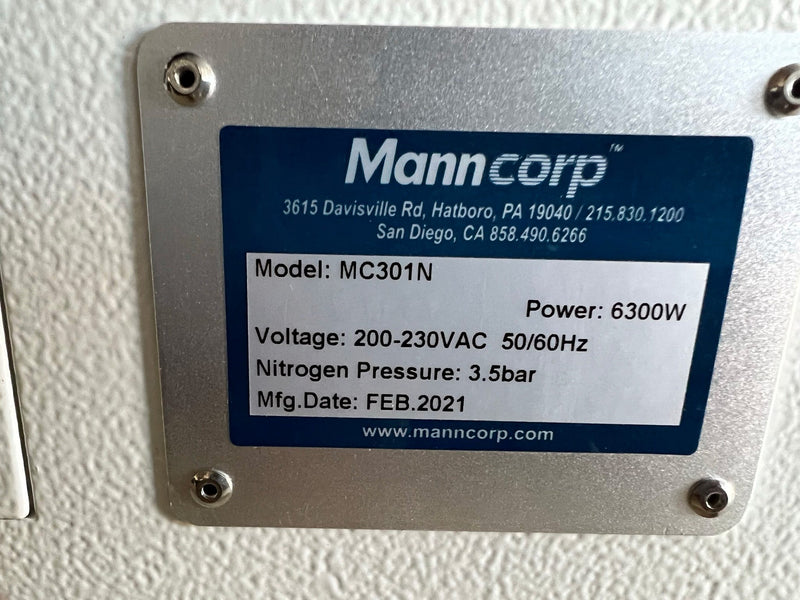 Manncorp™
3615 Davisville Rd, Hatboro, PA 19040 / 215.830.1200
San Diego, CA 858.490.6266
Model: MC301N
Power: 6300W
Voltage: 200-230VAC 50/60Hz
Nitrogen Pressure: 3.5bar
Mfg.Date: FEB.2021
www.manncorp.com